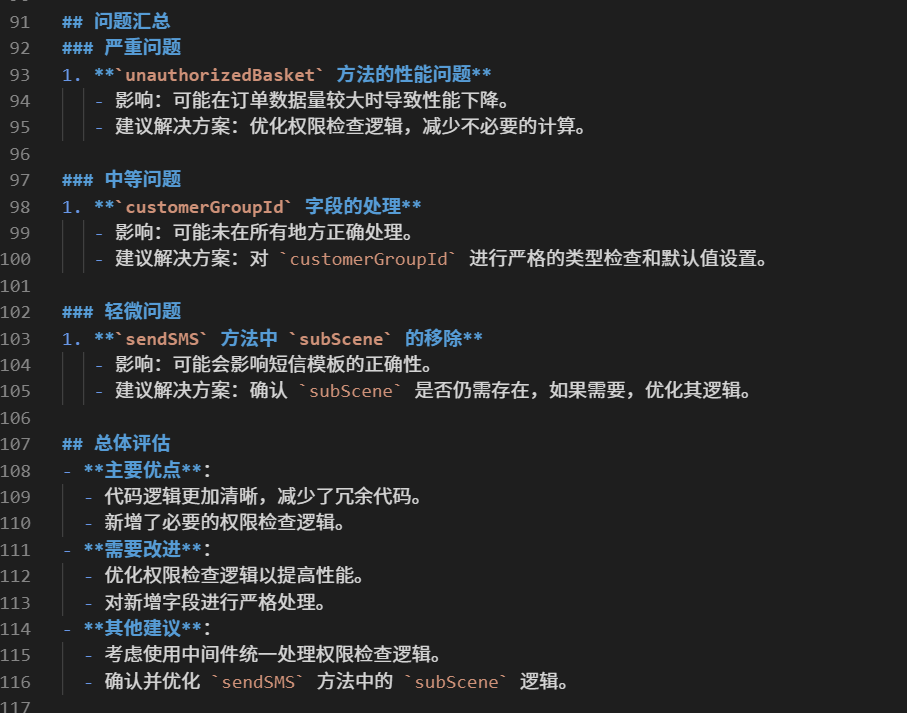 91 ## 问题汇总
92 ### 严重问题
93 1. **`unauthorizedBasket` 方法的性能问题**
94 - 影响：可能在订单数据量较大时导致性能下降。
95 - 建议解决方案：优化权限检查逻辑，减少不必要的计算。
96
97 ### 中等问题
98 1. **`customerGroupId` 字段的处理**
99 - 影响：可能未在所有地方正确处理。
100 - 建议解决方案：对 `customerGroupId` 进行严格的类型检查和默认值设置。
101
102 ### 轻微问题
103 1. **`sendSMS` 方法中 `subScene` 的移除**
104 - 影响：可能会影响短信模板的正确性。
105 - 建议解决方案：确认 `subScene` 是否仍需存在，如果需要，优化其逻辑。
106
107 ## 总体评估
108 - **主要优点**：
109 - 代码逻辑更加清晰，减少了冗余代码。
110 - 新增了必要的权限检查逻辑。
111 - **需要改进**：
112 - 优化权限检查逻辑以提高性能。
113 - 对新增字段进行严格处理。
114 - **其他建议**：
115 - 考虑使用中间件统一处理权限检查逻辑。
116 - 确认并优化 `sendSMS` 方法中的 `subScene` 逻辑。
117